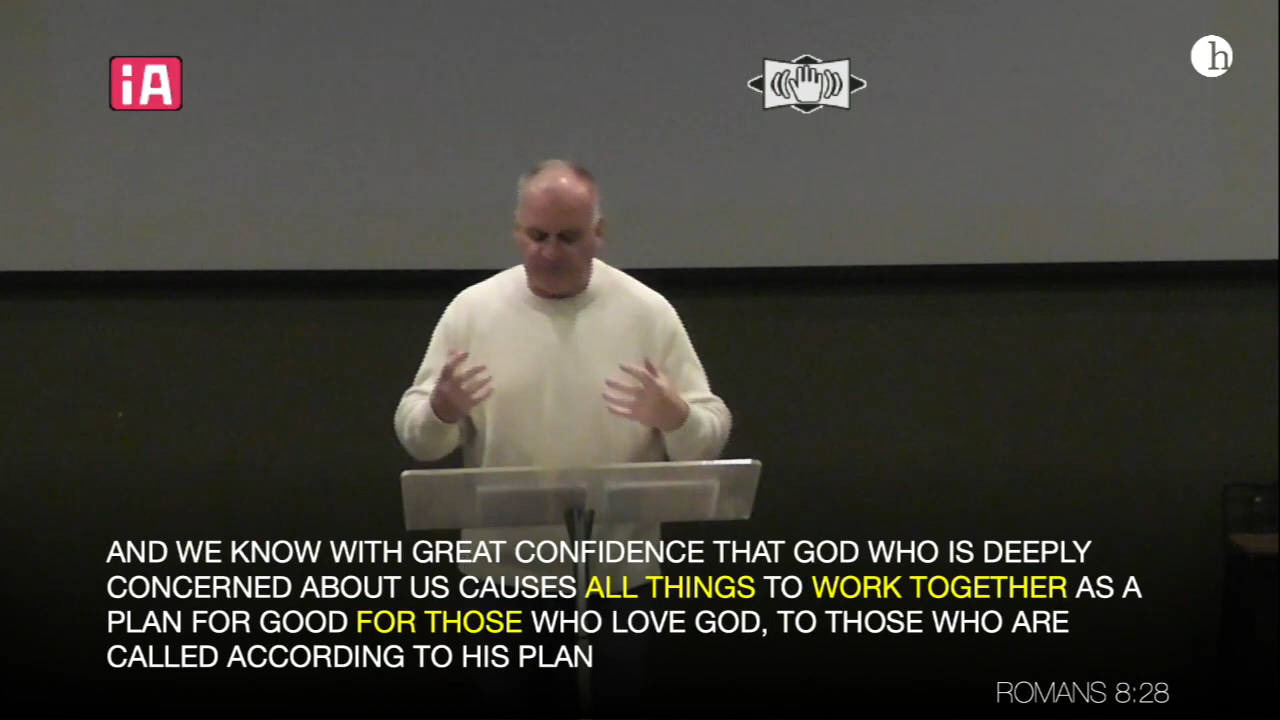 iA
h
AND WE KNOW WITH GREAT CONFIDENCE THAT GOD WHO IS DEEPLY
CONCERNED ABOUT US CAUSES ALL THINGS TO WORK TOGETHER AS A
PLAN FOR GOOD FOR THOSE WHO LOVE GOD, TO THOSE WHO ARE
CALLED ACCORDING TO HIS PLAN
ROMANS 8:28